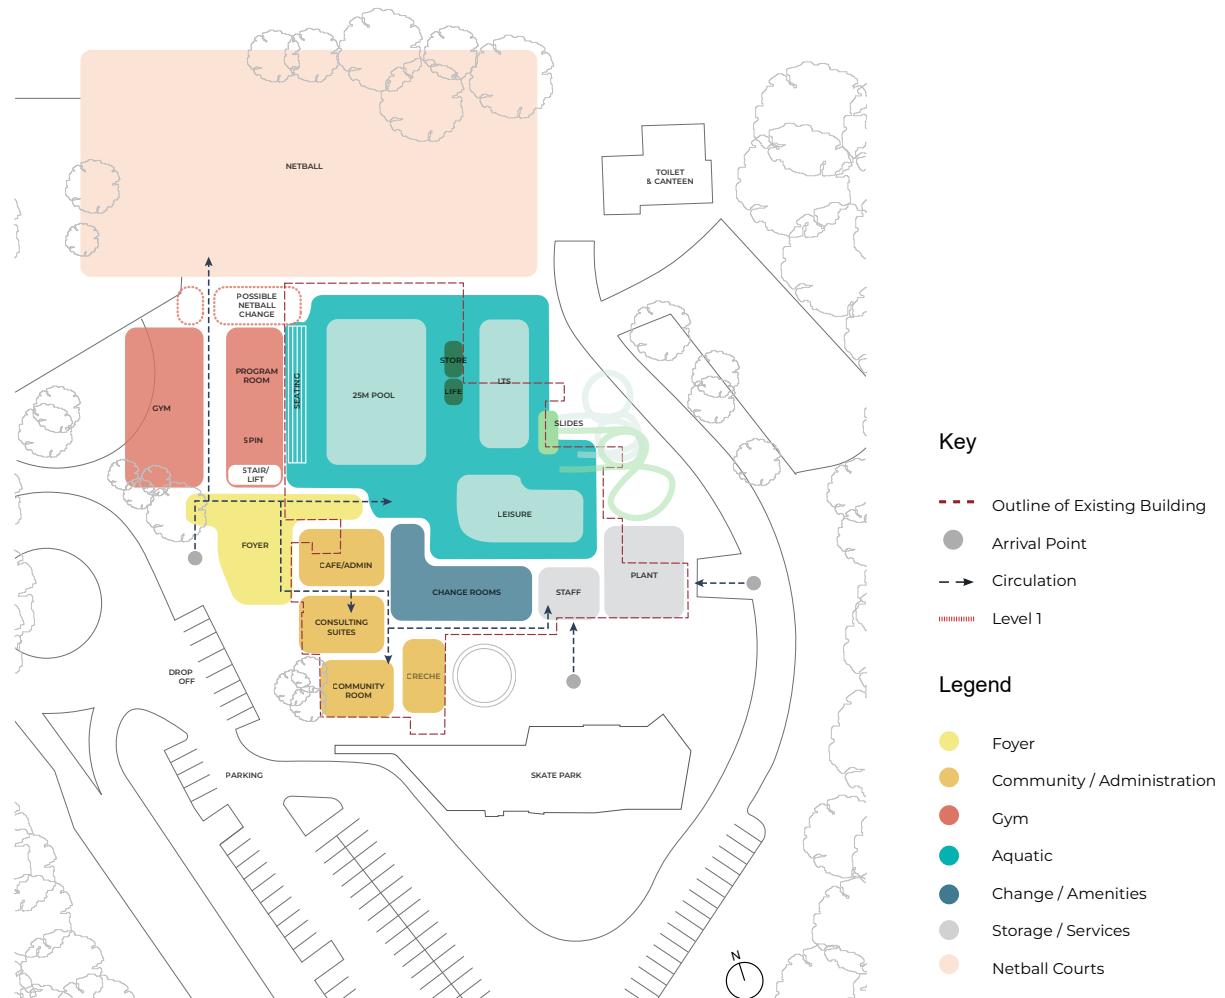 NETBALL
TOILET
& CANTEEN
POSSIBLE
NETBALL
CHANGE
PROGRAM
ROOM
SEATING
25M POOL
STORE
LIFE
LTS
GYM
SLIDES
SPIN
STAIR/
LIFT
LEISURE
FOYER
CAFE/ADMIN
PLANT
CHANGE ROOMS
STAFF
CONSULTING
SUITES
DROP
OFF
COMMUNITY
ROOM
CRECHE
PARKING
SKATE PARK
N
Key
Outline of Existing Building
Arrival Point
Circulation
Level 1
Legend
Foyer
Community / Administration
Gym
Aquatic
Change / Amenities
Storage / Services
Netball Courts